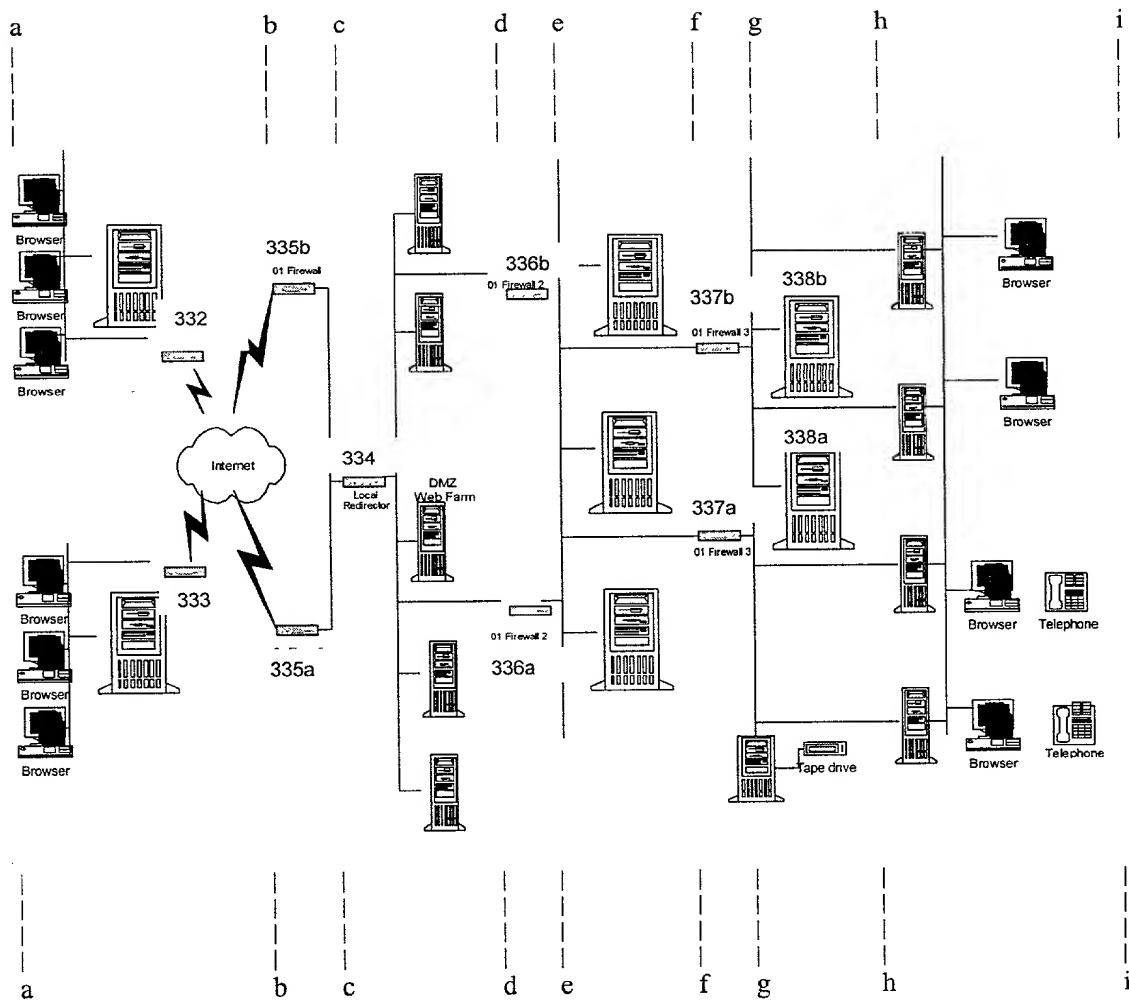 a b c d e f g h i
Browser
Browser
Browser
332
335b
01 Firewall
336b
01 Firewall 2
337b
01 Firewall 3
338b
Browser
Browser
Internet
334
Local
Redirector
DMZ
Web Farm
338a
337a
01 Firewall 3
333
335a
01 Firewall 2
336a
Browser
Browser
Browser
Browser
Telephone
Tape drive
Browser
Telephone
a b c d e f g h i